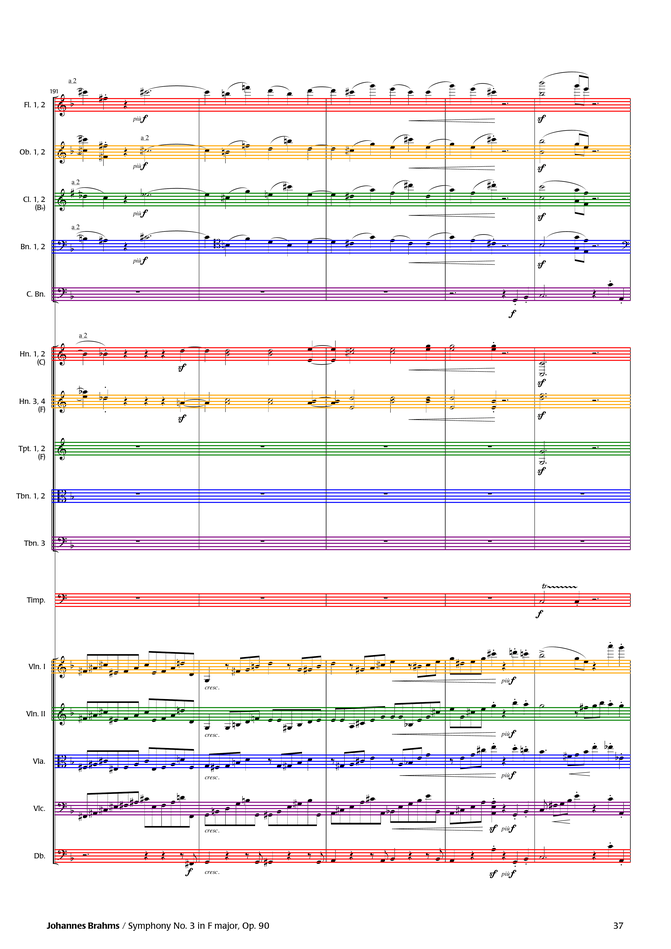 a 2
191
Fl. 1, 2
più f
sf
Ob. 1, 2
a 2
più f
sf
a 2
Cl. 1, 2
(B♭)
più f
sf
a 2
Bn. 1, 2
più f
sf
C. Bn.
f
a 2
Hn. 1, 2
(C)
sf
sf
Hn. 3, 4
(F)
sf
sf
Tpt. 1, 2
(F)
sf
Tbn. 1, 2
Tbn. 3
tr
Timp.
f
Vln. I
cresc.
più f
Vln. II
cresc.
più f
Vla.
cresc.
più f
Vlc.
cresc.
sf più f
Db.
f cresc.
sf più f
Johannes Brahms / Symphony No. 3 in F major, Op. 90
37